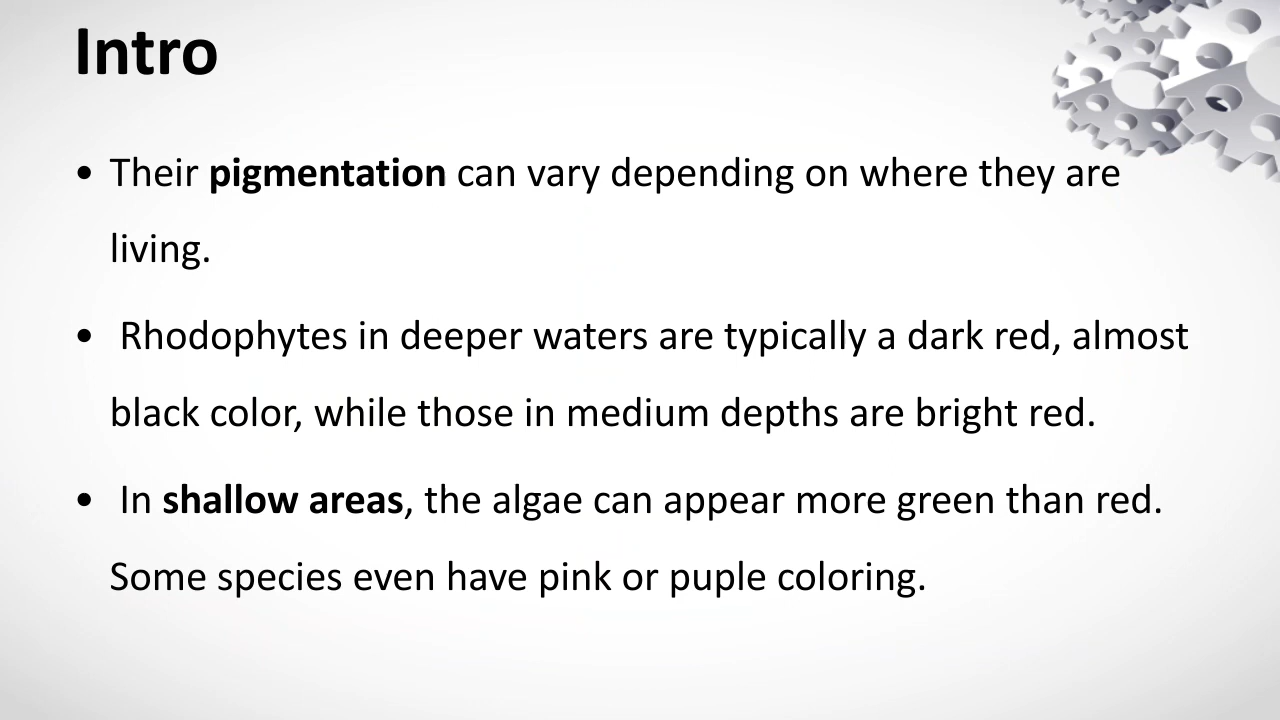 Intro
• Their pigmentation can vary depending on where they are
living.
• Rhodophytes in deeper waters are typically a dark red, almost
black color, while those in medium depths are bright red.
• In shallow areas, the algae can appear more green than red.
Some species even have pink or puple coloring.